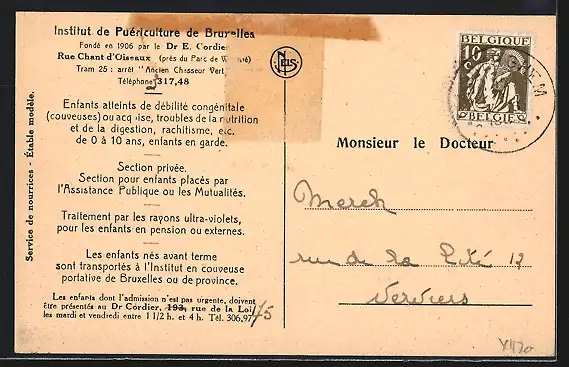 Institut de Puériculture de Bruxelles
Fondé en 1906 par le Dr E. Cordier
Rue Chant d'Oiseaux (près du Parc de
Tram 25 : arrêt "Ancien Chasseur Vert,
Téléphone 317,48
Enfants atteints de débilité congénitale
(couveuses) ou acquise, troubles de la nutrition
et de la digestion, rachitisme, etc.
de 0 à 10 ans, enfants en garde.
Section privée.
Section pour enfants placés par
l'Assistance Publique ou les Mutualités.
Traitement par les rayons ultra-violets,
pour les enfants en pension ou externes.
Les enfants nés avant terme
sont transportés à l'Institut en couveuse
portative de Bruxelles ou de province.
Les enfants dont l'admission n'est pas urgente, doivent
être présentés au Dr Cordier, 193, rue de la Loi
les mardi et vendredi entre 1 1/2 h. et 4 h. Tél. 306,97
Service de nourrices - Étable modèle.
NELS
BELGIQUE
10 c
BELGIË
Monsieur le Docteur
Merch
rue de la 12
Verviers